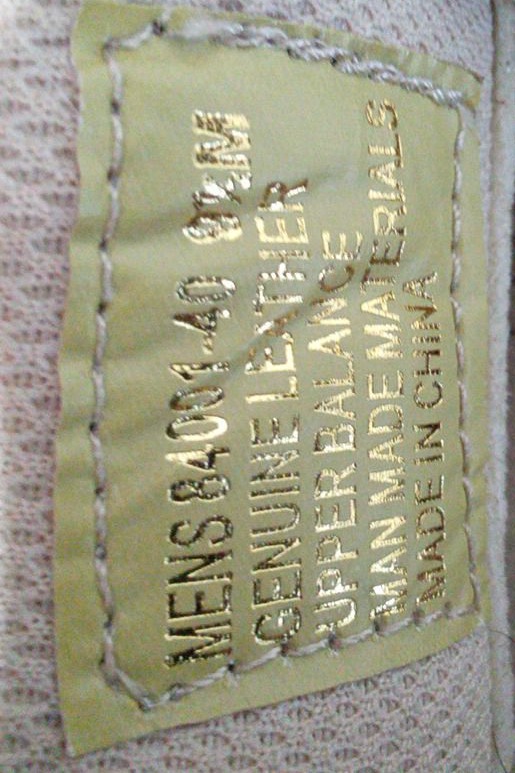 MENS 84001-40 9½M
GENUINE LEATHER
UPPER BALANCE
MAN MADE MATERIALS
MADE IN CHINA